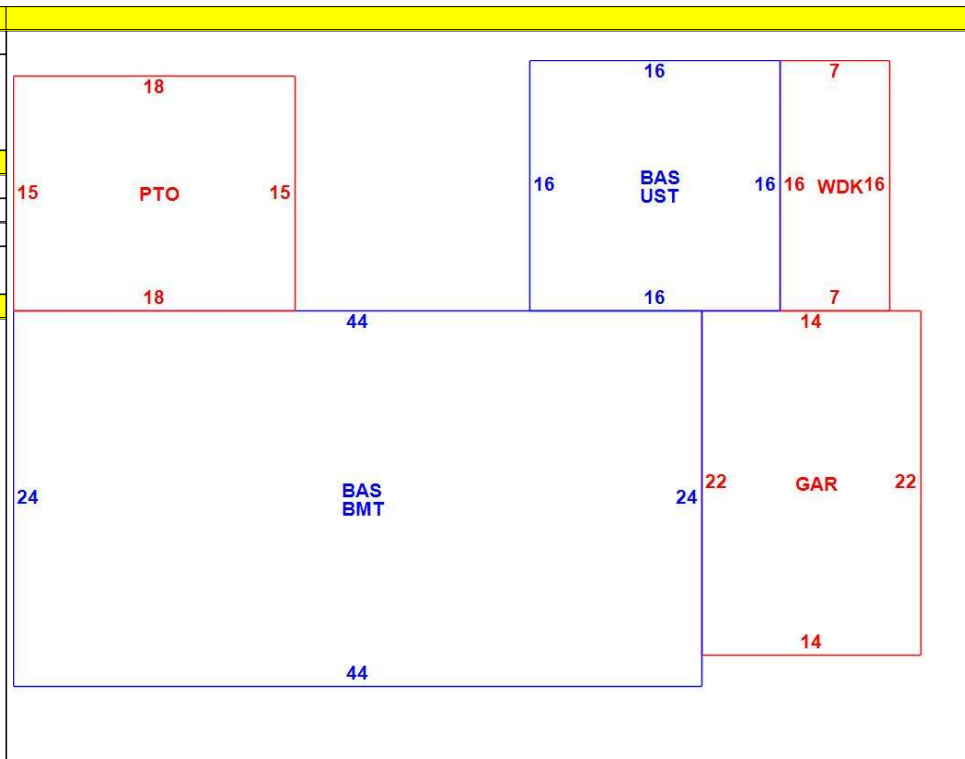 16 7
18
16 BAS 16 16 WDK 16
UST
15 PTO 15
18 16 7
44 14
22 GAR 22
24 BAS 24
BMT
14
44